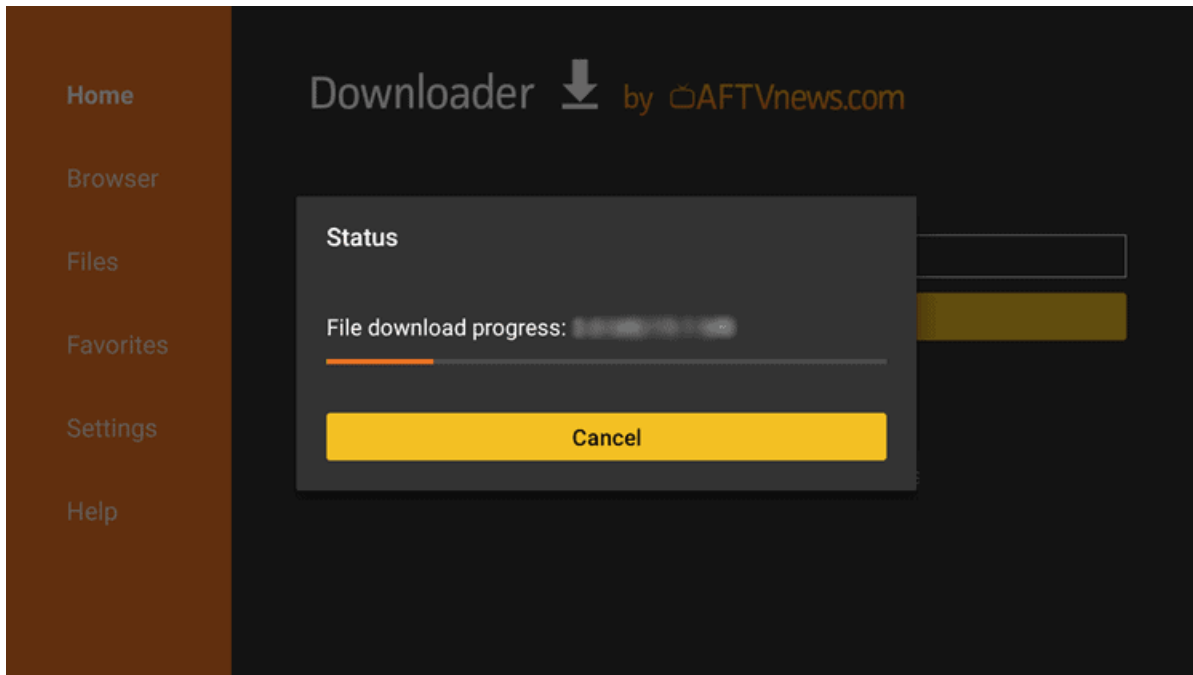 Home
Browser
Files
Favorites
Settings
Help
Downloader by AFTVnews.com
Status
File download progress:
Cancel